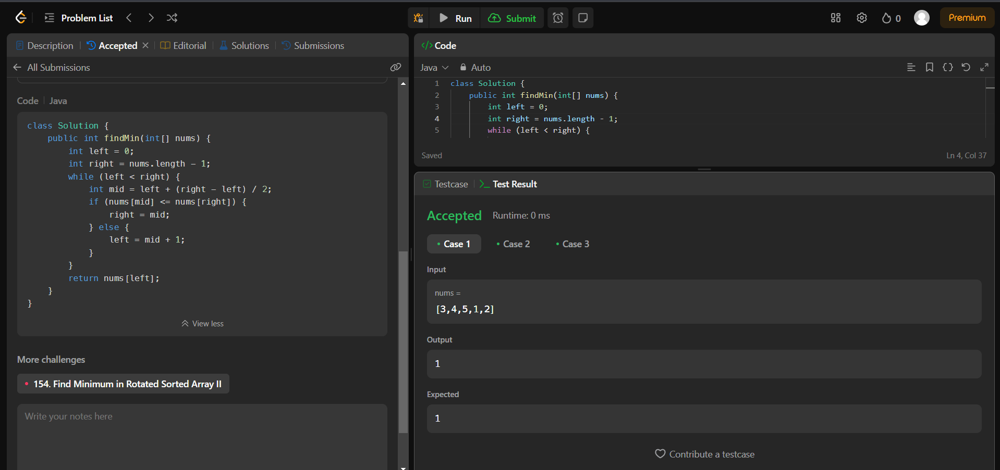 Problem List
Run
Submit
0
Premium
Description
Accepted
Editorial
Solutions
Submissions
All Submissions
Code
Java
class Solution {
    public int findMin(int[] nums) {
        int left = 0;
        int right = nums.length - 1;
        while (left < right) {
            int mid = left + (right - left) / 2;
            if (nums[mid] <= nums[right]) {
                right = mid;
            } else {
                left = mid + 1;
            }
        }
        return nums[left];
    }
}
View less
More challenges
154. Find Minimum in Rotated Sorted Array II
Write your notes here
</> Code
Java
Auto
1 class Solution {
2     public int findMin(int[] nums) {
3         int left = 0;
4         int right = nums.length - 1;
5         while (left < right) {
Saved
Ln 4, Col 37
Testcase
Test Result
Accepted
Runtime: 0 ms
Case 1
Case 2
Case 3
Input
nums =
[3,4,5,1,2]
Output
1
Expected
1
Contribute a testcase